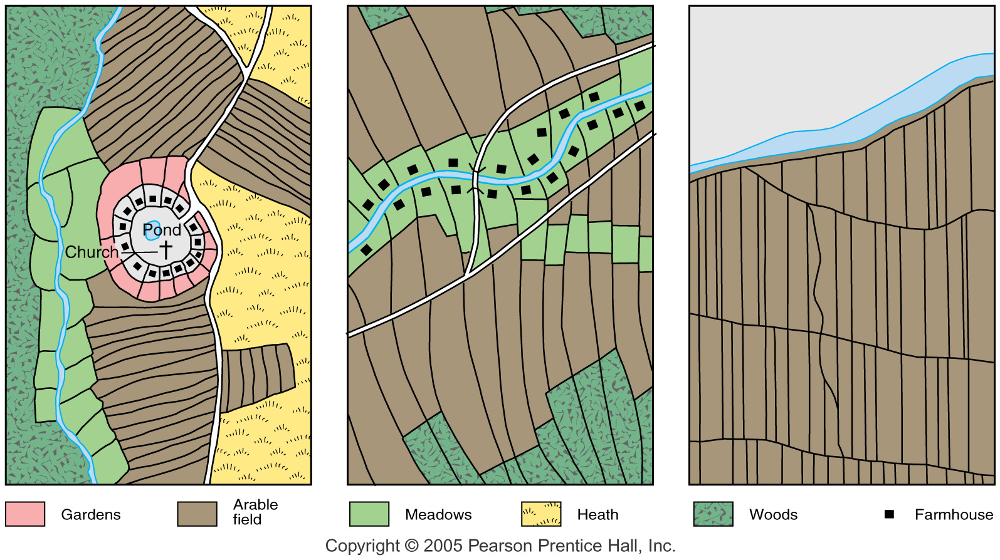 Pond
Church
Gardens
Arable
field
Meadows
Heath
Woods
Farmhouse
Copyright © 2005 Pearson Prentice Hall, Inc.